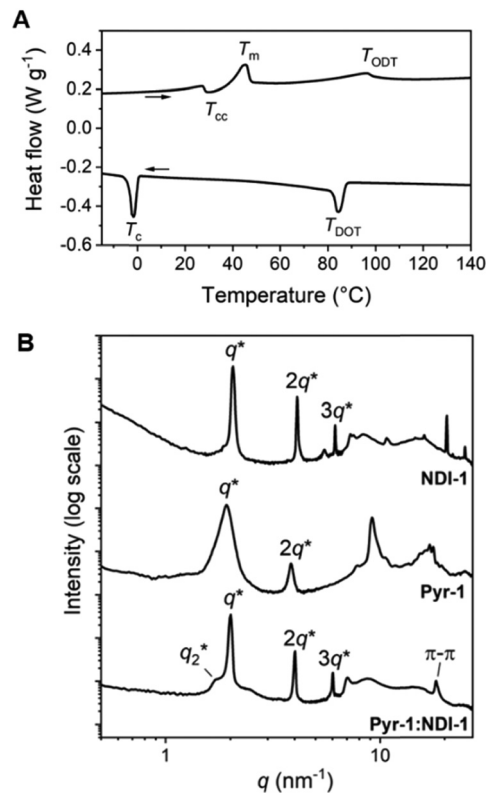 A
0.4
0.2
0.0
-0.2
-0.4
-0.6
Heat flow (W g⁻¹)
Tm
TODT
Tcc
Tc
TDOT
0 20 40 60 80 100 120 140
Temperature (°C)
B
q*
2q*
3q*
NDI-1
q*
2q*
Pyr-1
q*
q₂*
2q*
3q*
π-π
Pyr-1:NDI-1
Intensity (log scale)
1 10
q (nm⁻¹)